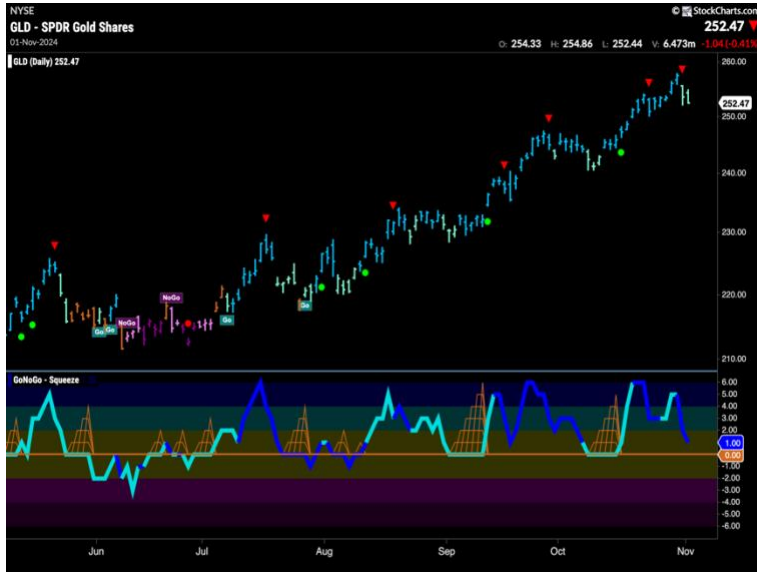 NYSE
© StockCharts.com
GLD - SPDR Gold Shares
252.47
01-Nov-2024
O: 254.33 H: 254.86 L: 252.44 V: 6.473m -1.04 (-0.41%)
GLD (Daily) 252.47
260.00
252.47
250.00
240.00
230.00
220.00
210.00
NoGo
Go
Go
Go
NoGo
Go
GoNoGo - Squeeze
6.00
5.00
4.00
3.00
2.00
1.00
0.00
-1.00
-2.00
-3.00
-4.00
-5.00
-6.00
Jun Jul Aug Sep Oct Nov